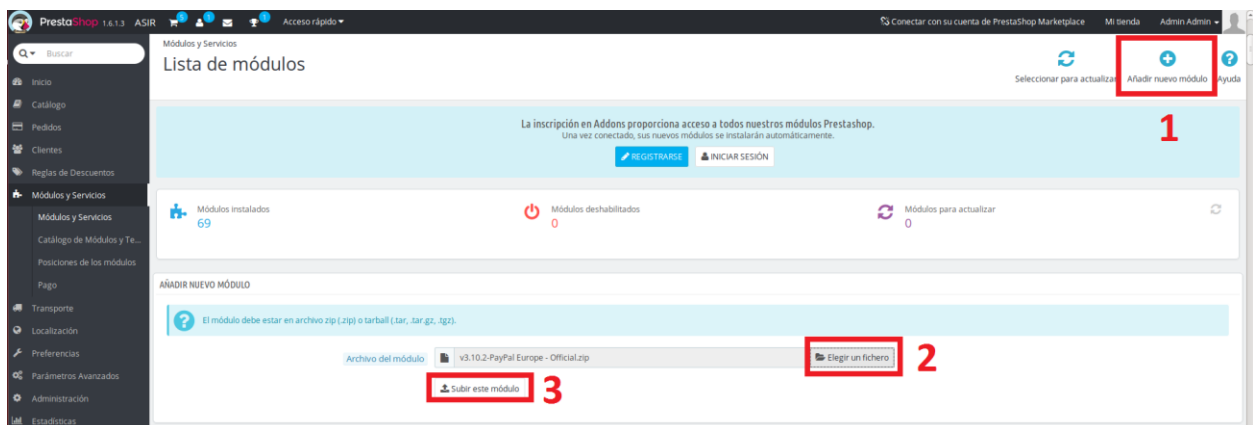 PrestaShop 1.6.1.3 ASIR 5 1 0 Acceso rápido Conectar con su cuenta de PrestaShop Marketplace Mi tienda Admin Admin
Buscar
Inicio
Catálogo
Pedidos
Clientes
Reglas de Descuentos
Módulos y Servicios
Módulos y Servicios
Catálogo de Módulos y Te...
Posiciones de los módulos
Pago
Transporte
Localización
Preferencias
Parámetros Avanzados
Administración
Estadísticas
Módulos y Servicios
Lista de módulos
Seleccionar para actualizar
Añadir nuevo módulo
Ayuda
1
La inscripción en Addons proporciona acceso a todos nuestros módulos Prestashop.
Una vez conectado, sus nuevos módulos se instalarán automáticamente.
REGISTRARSE INICIAR SESIÓN
Módulos instalados
69
Módulos deshabilitados
0
Módulos para actualizar
0
AÑADIR NUEVO MÓDULO
El módulo debe estar en archivo zip (.zip) o tarball (.tar, .tar.gz, .tgz).
Archivo del módulo v3.10.2-PayPal Europe - Official.zip Elegir un fichero 2
Subir este módulo 3